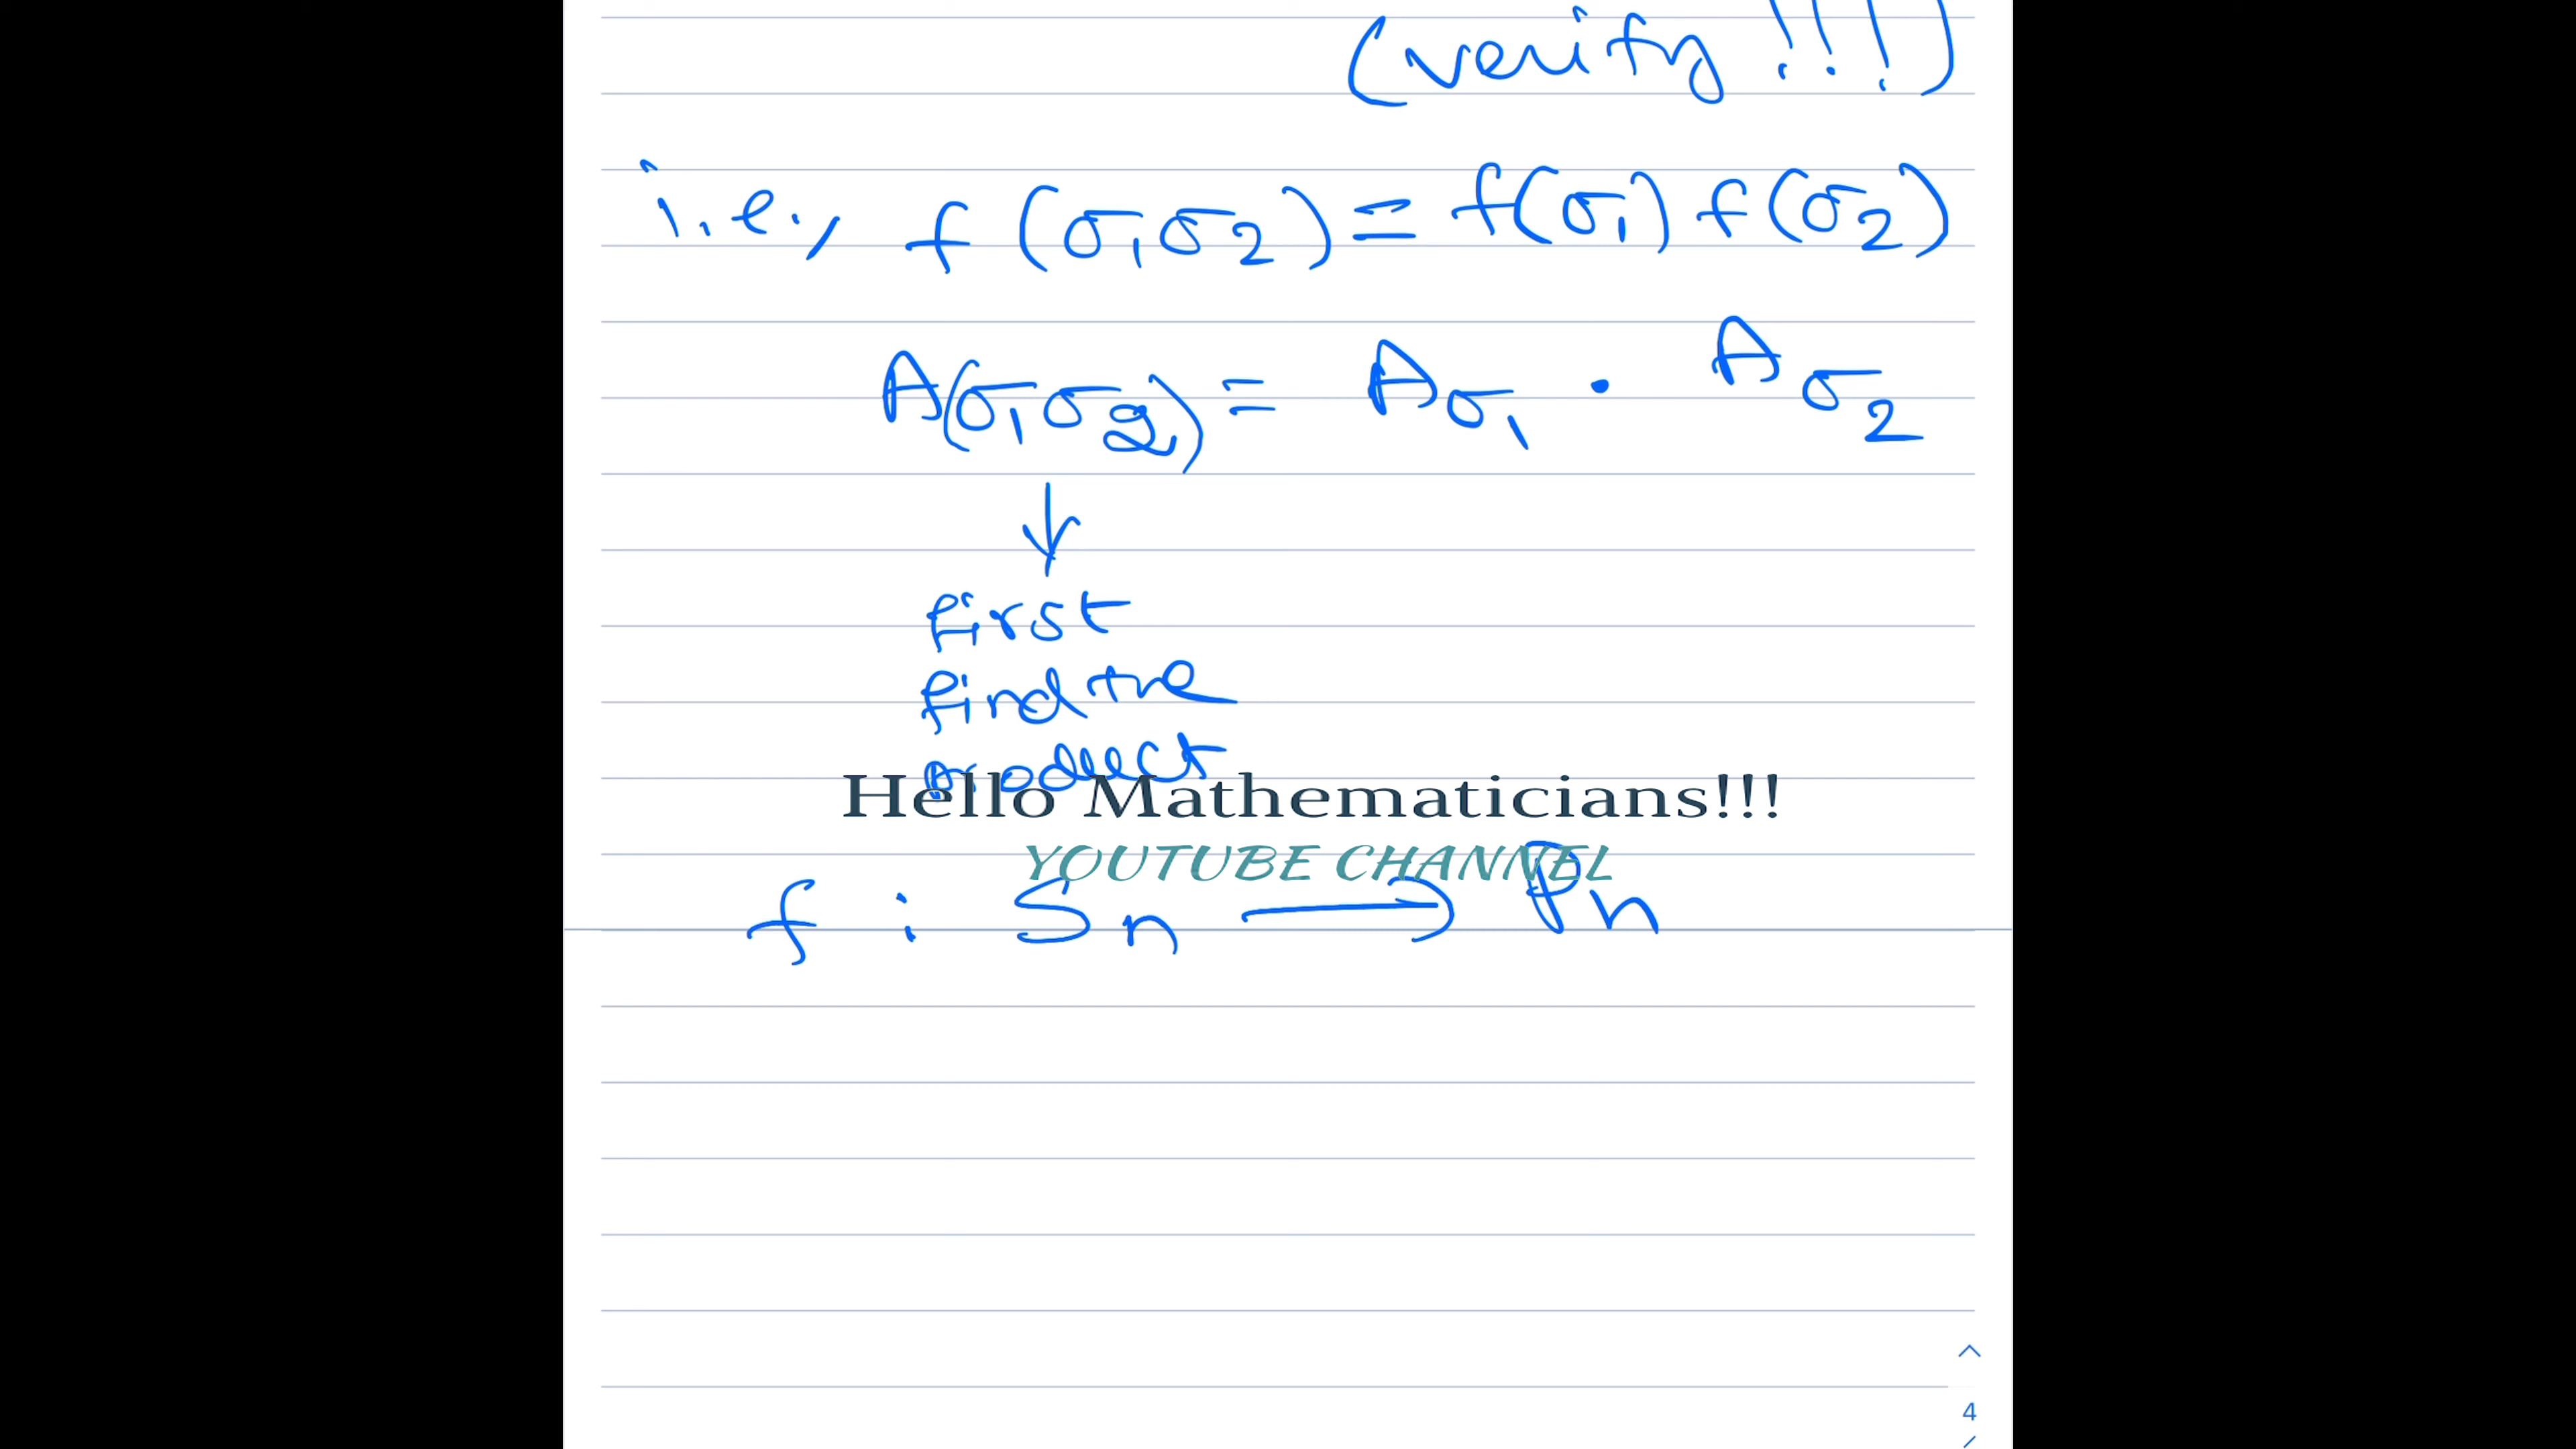 (verify!!!)
i.e., f(σ₁σ₂) = f(σ₁) f(σ₂)
A(σ₁σ₂) = Aσ₁ · Aσ₂
↓
first
find the
product
Hello Mathematicians!!!
YOUTUBE CHANNEL
f : Sn → Pn
4